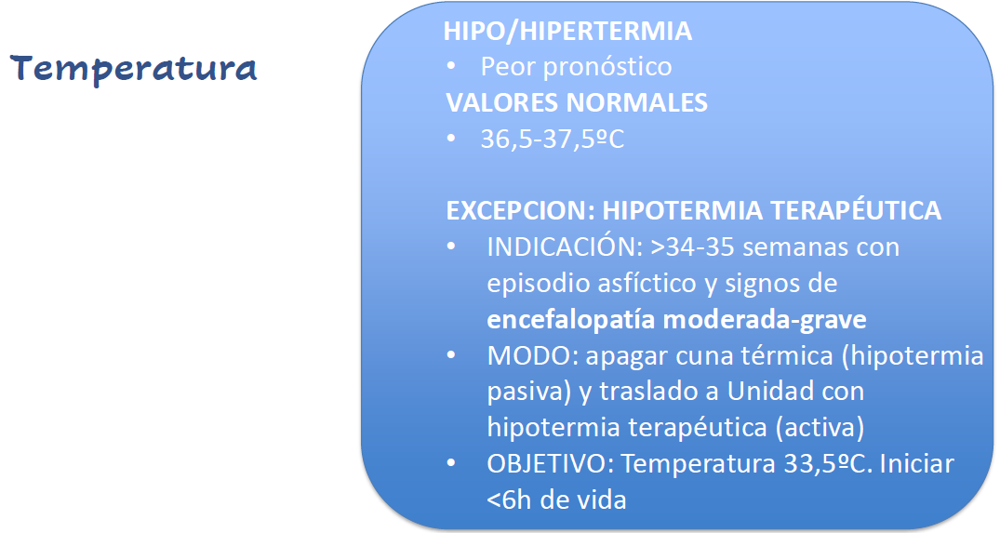 Temperatura
HIPO/HIPERTERMIA
• Peor pronóstico
VALORES NORMALES
• 36,5-37,5ºC
EXCEPCION: HIPOTERMIA TERAPÉUTICA
• INDICACIÓN: >34-35 semanas con
episodio asfíctico y signos de
encefalopatía moderada-grave
• MODO: apagar cuna térmica (hipotermia
pasiva) y traslado a Unidad con
hipotermia terapéutica (activa)
• OBJETIVO: Temperatura 33,5ºC. Iniciar
<6h de vida